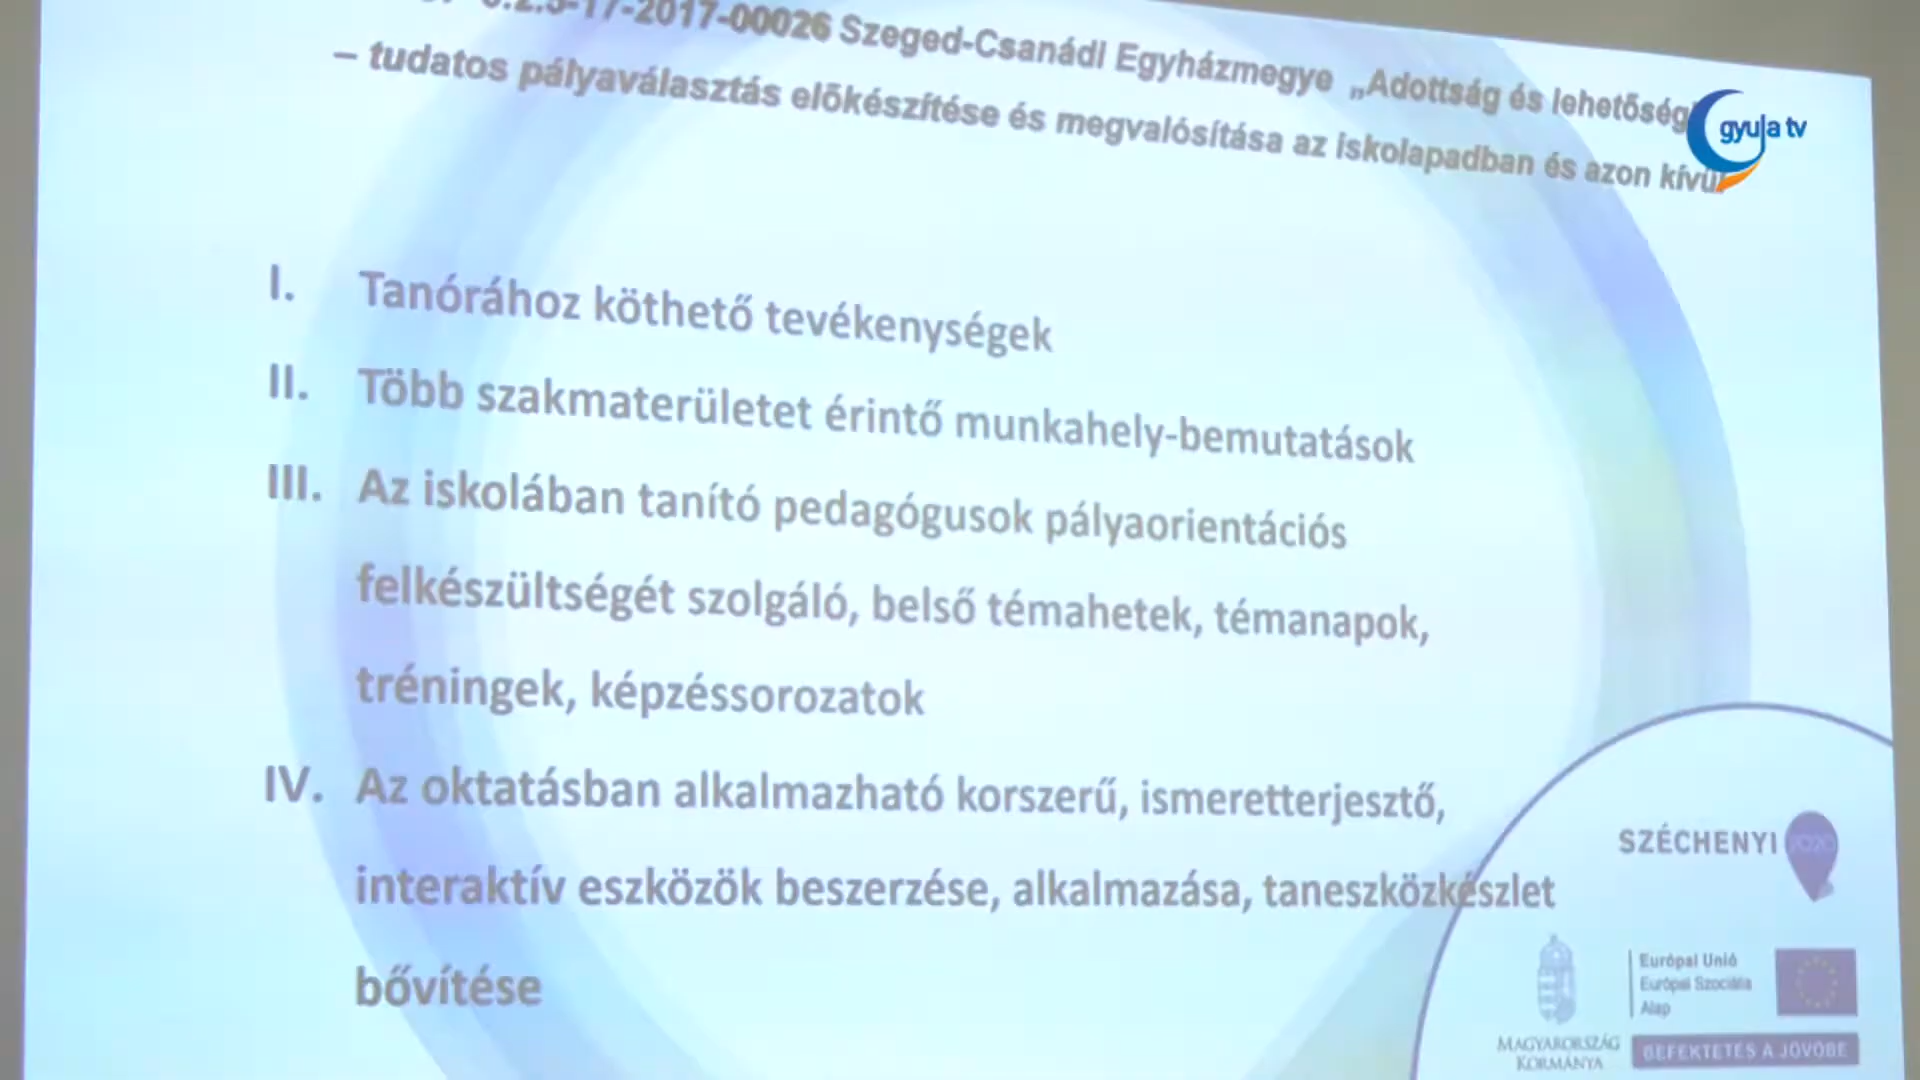 3.2.5-17-2017-00026 Szeged-Csanádi Egyházmegye „Adottság és lehetőség
– tudatos pályaválasztás előkészítése és megvalósítása az iskolapadban és azon kívül
gyula tv
I. Tanórához köthető tevékenységek
II. Több szakmaterületet érintő munkahely-bemutatások
III. Az iskolában tanító pedagógusok pályaorientációs
felkészültségét szolgáló, belső témahetek, témanapok,
tréningek, képzéssorozatok
IV. Az oktatásban alkalmazható korszerű, ismeretterjesztő,
interaktív eszközök beszerzése, alkalmazása, taneszközkészlet
bővítése
SZÉCHENYI 2020
Európai Unió
Európai Szociális
Alap
MAGYARORSZÁG
KORMÁNYA
BEFEKTETÉS A JÖVŐBE